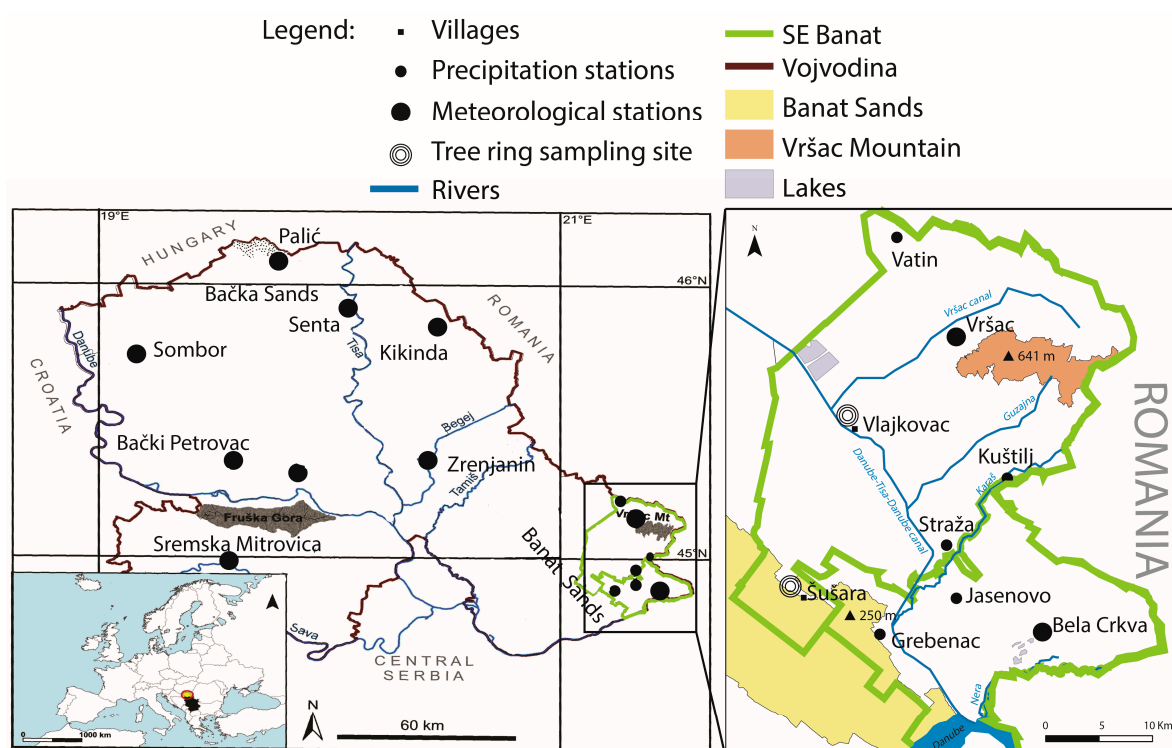 Legend:
Villages
Precipitation stations
Meteorological stations
Tree ring sampling site
Rivers
SE Banat
Vojvodina
Banat Sands
Vršac Mountain
Lakes
19°E
21°E
HUNGARY
Palić
46°N
Bačka Sands
Senta
ROMANIA
Danube
Sombor
Tisa
Kikinda
CROATIA
Begej
Bački Petrovac
Zrenjanin
Tamiš
Fruška Gora
Sremska Mitrovica
Vršac Mt
45°N
Banat Sands
Sava
CENTRAL
SERBIA
N
60 km
0
1000 km
N
Vatin
Vršac canal
Vršac
641 m
Guzajna
Vlajkovac
Kuštilj
Danube-Tisa-Danube canal
Karaš
Straža
ROMANIA
Šušara
250 m
Jasenovo
Grebenac
Bela Crkva
Nera
Danube
0
5
10 Km